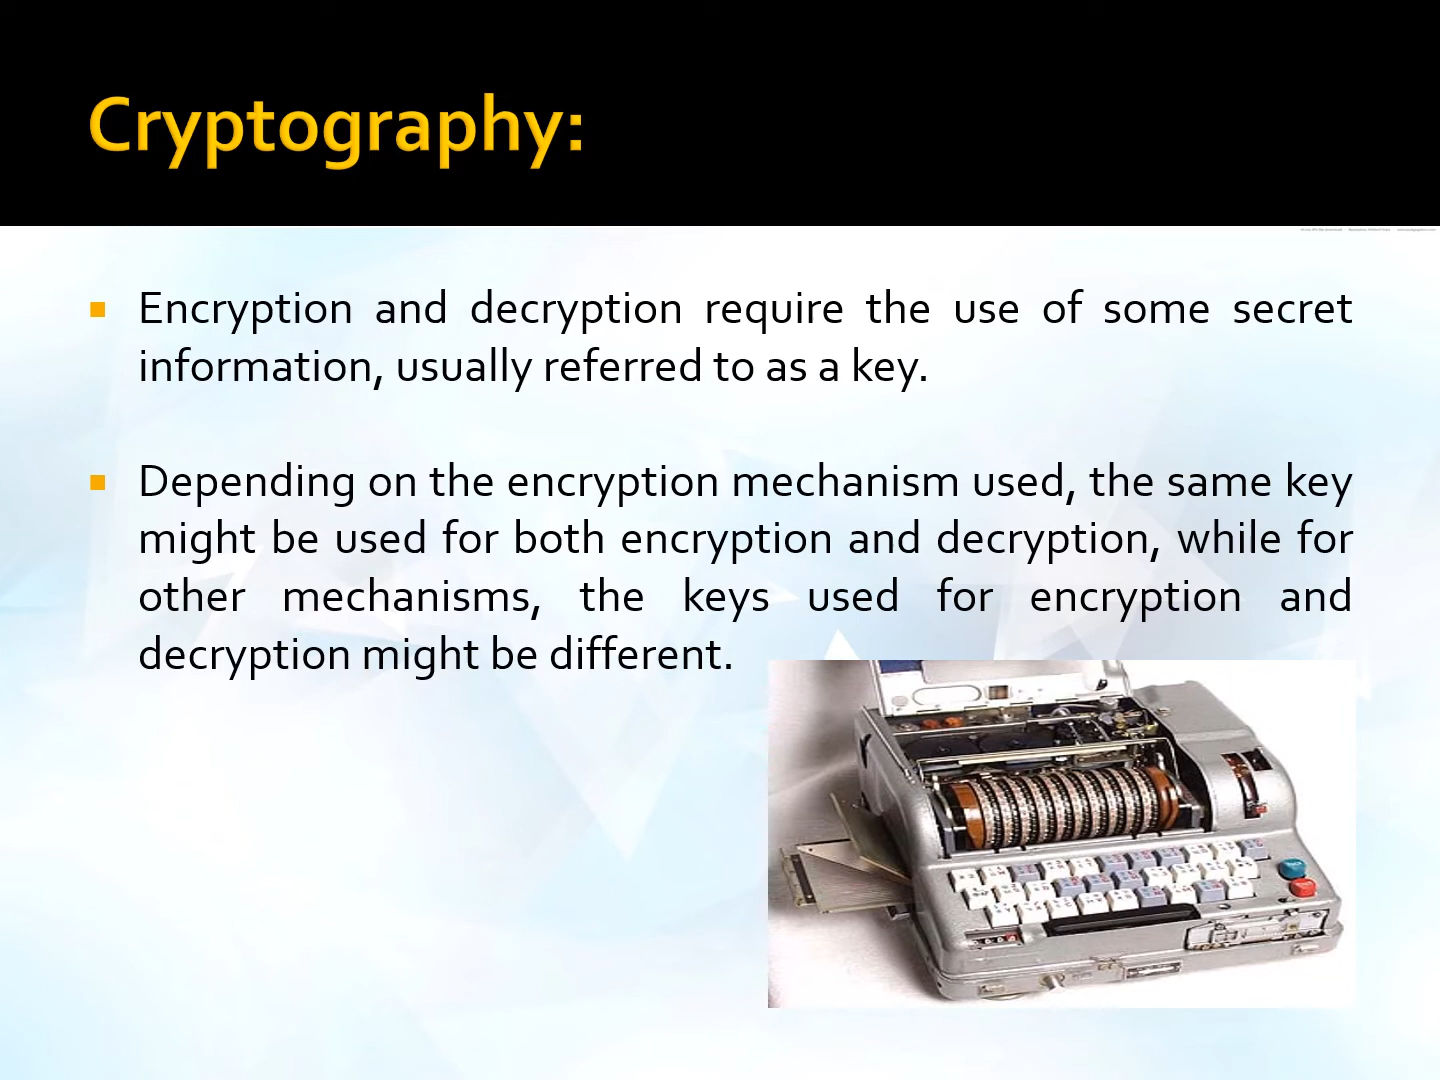 Cryptography:
Encryption and decryption require the use of some secret
information, usually referred to as a key.
Depending on the encryption mechanism used, the same key
might be used for both encryption and decryption, while for
other mechanisms, the keys used for encryption and
decryption might be different.